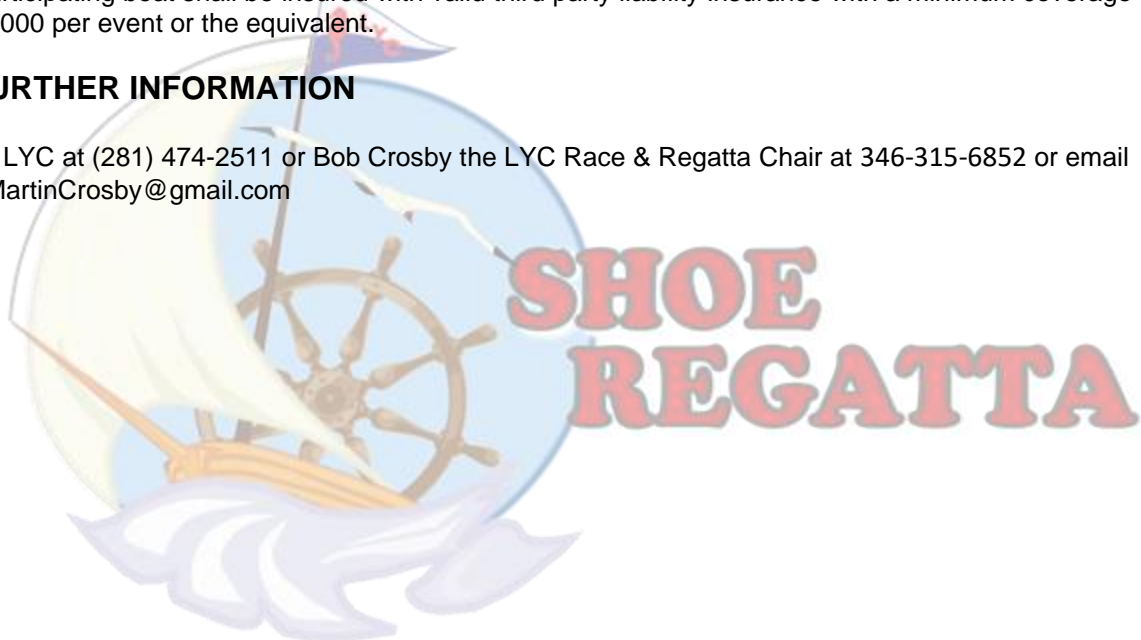 boat shall be insured with valid third party liability insurance with a minimum coverage
000 per event or the equivalent.
FURTHER INFORMATION
LYC at (281) 474-2511 or Bob Crosby the LYC Race & Regatta Chair at 346-315-6852 or email
MartinCrosby@gmail.com
SHOE
REGATTA